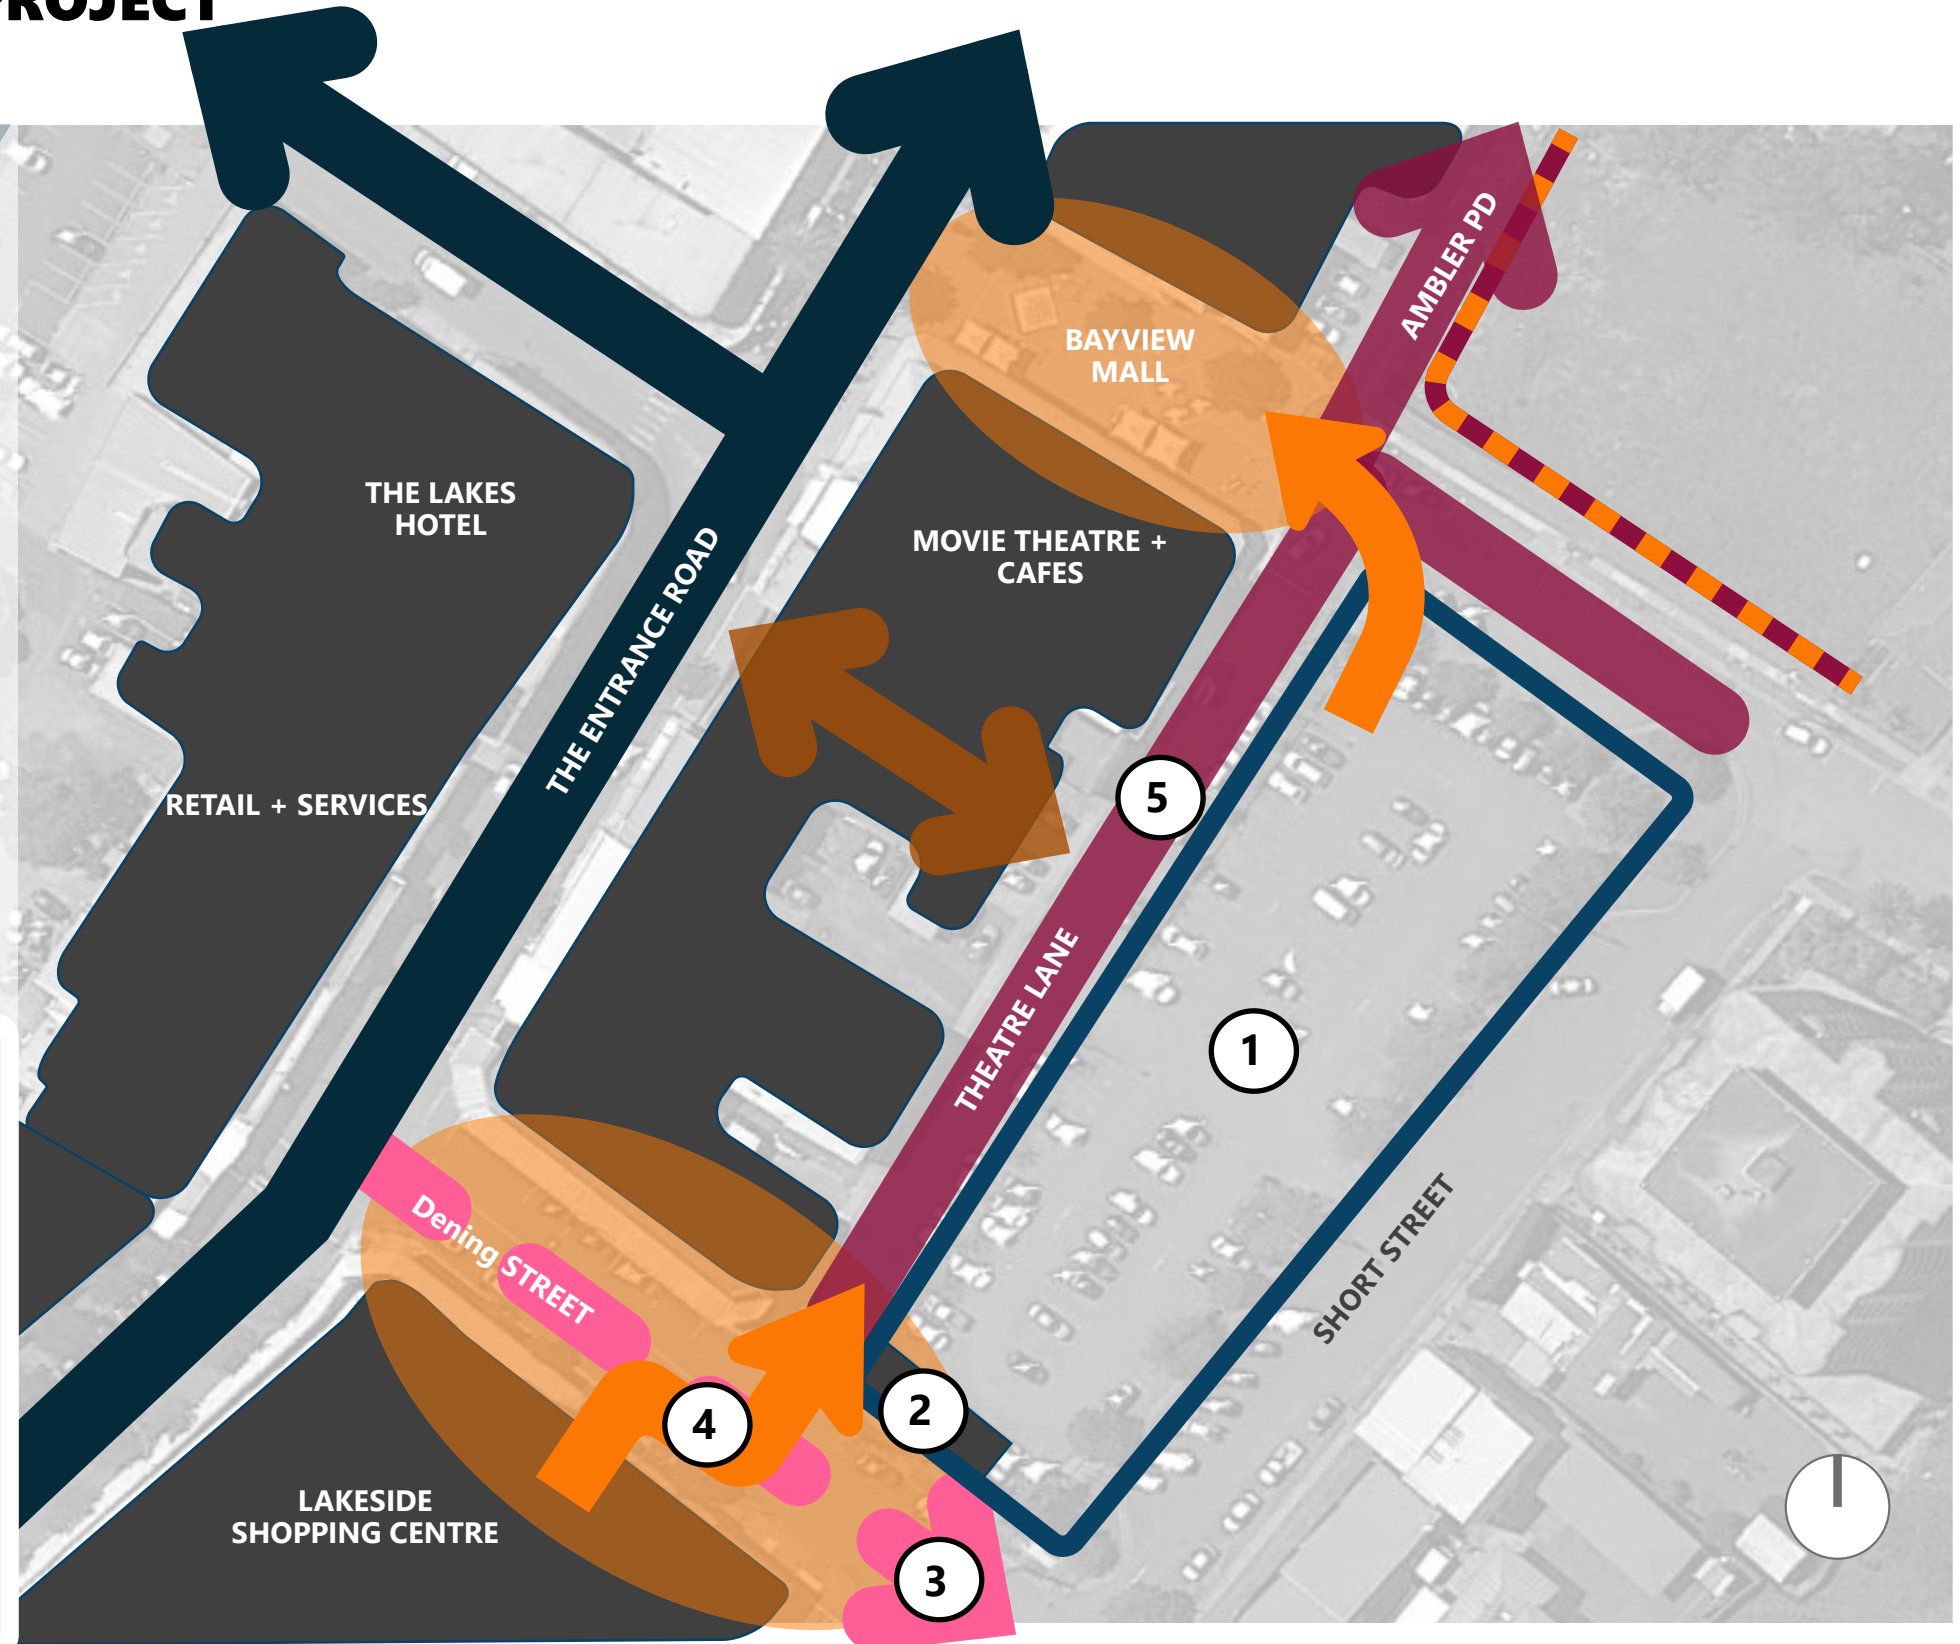 PROJECT
AMBLER PD
BAYVIEW
MALL
THE LAKES
HOTEL
MOVIE THEATRE +
CAFES
THE ENTRANCE ROAD
RETAIL + SERVICES
5
THEATRE LANE
1
Dening STREET
SHORT STREET
4
2
LAKESIDE
SHOPPING CENTRE
3